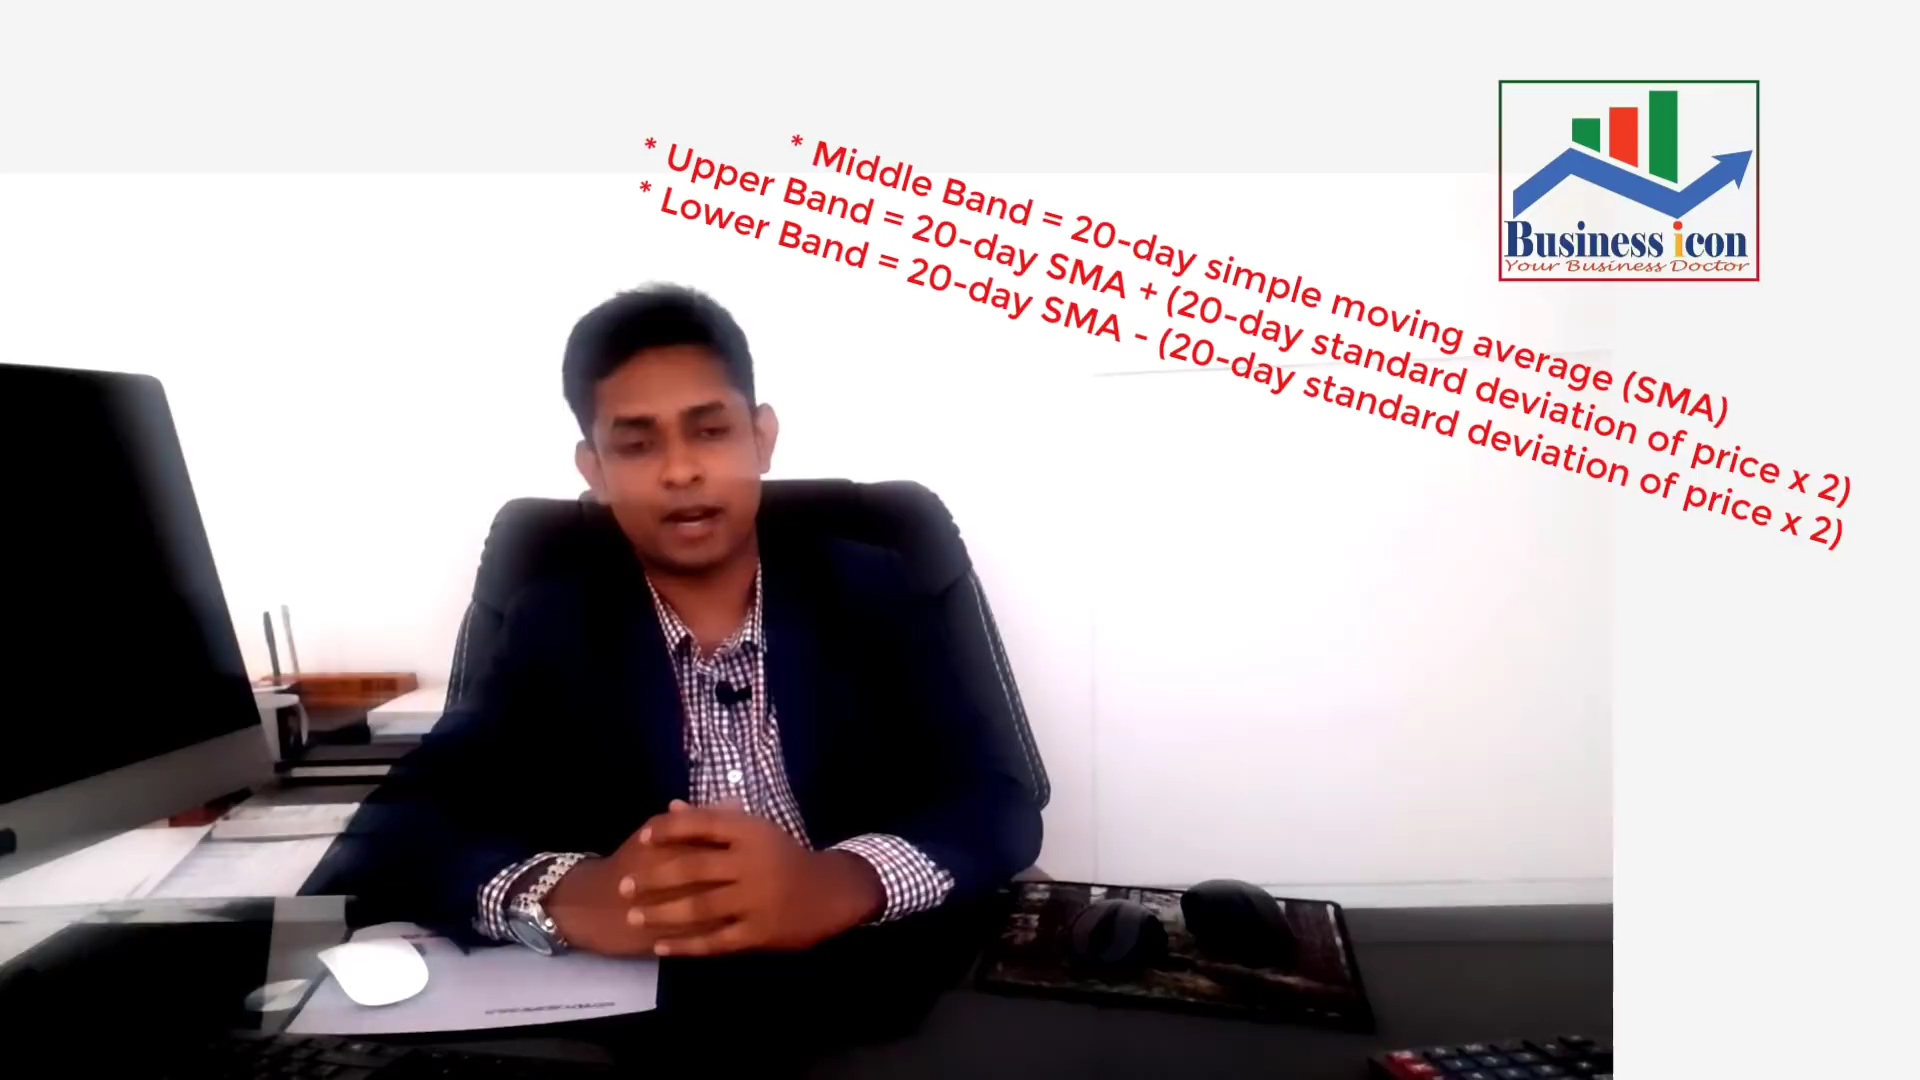 * Middle Band = 20-day simple moving average (SMA)
* Upper Band = 20-day SMA + (20-day standard deviation of price x 2)
* Lower Band = 20-day SMA - (20-day standard deviation of price x 2)
Business icon
Your Business Doctor